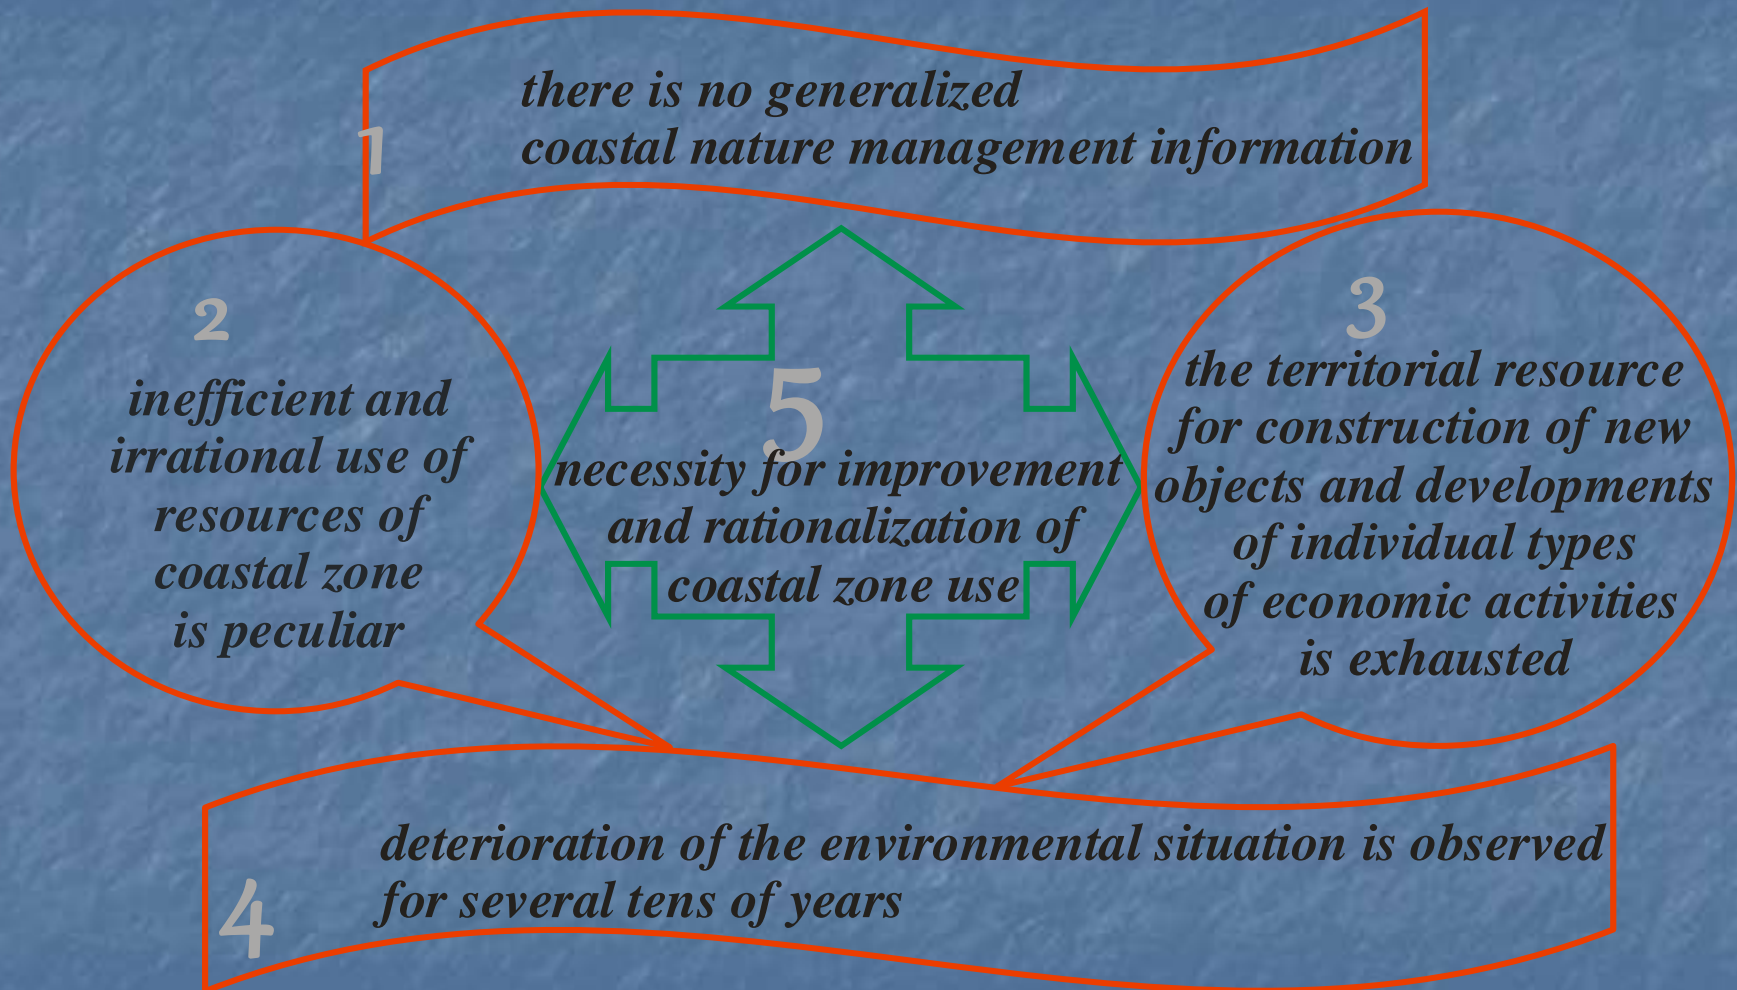 1
there is no generalized
coastal nature management information
2
inefficient and
irrational use of
resources of
coastal zone
is peculiar
3
the territorial resource
for construction of new
objects and developments
of individual types
of economic activities
is exhausted
5
necessity for improvement
and rationalization of
coastal zone use
4
deterioration of the environmental situation is observed
for several tens of years